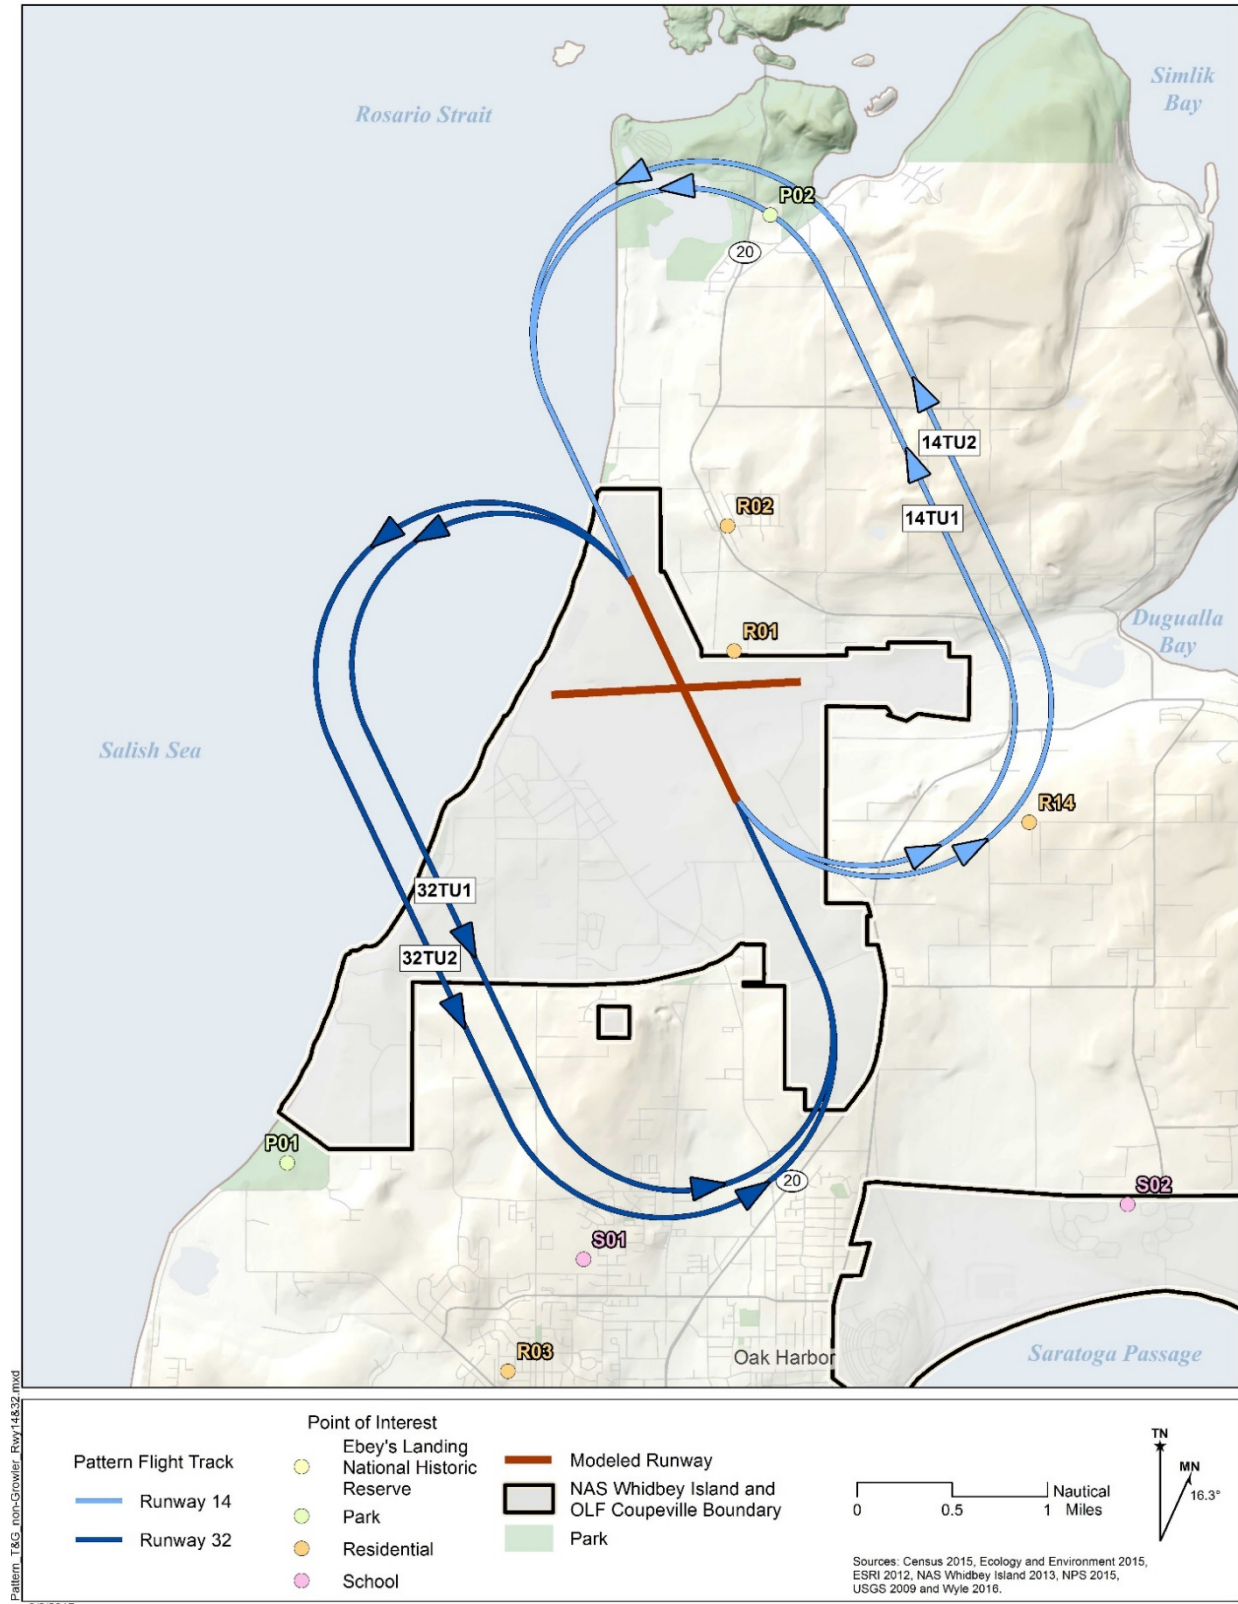 Simlik
Bay
Rosario Strait
P02
20
14TU2
14TU1
R02
R01
Dugualla
Bay
Salish Sea
R14
32TU1
32TU2
P01
20
S02
S01
R03
Oak Harbor
Saratoga Passage
Pattern_T&G_non-Growler_Rwy14&32.mxd
Pattern Flight Track
Runway 14
Runway 32
Point of Interest
Ebey's Landing
National Historic
Reserve
Park
Residential
School
Modeled Runway
NAS Whidbey Island and
OLF Coupeville Boundary
Park
0 0.5 1 Nautical
Miles
TN
MN
16.3°
Sources: Census 2015, Ecology and Environment 2015,
ESRI 2012, NAS Whidbey Island 2013, NPS 2015,
USGS 2009 and Wyle 2016.